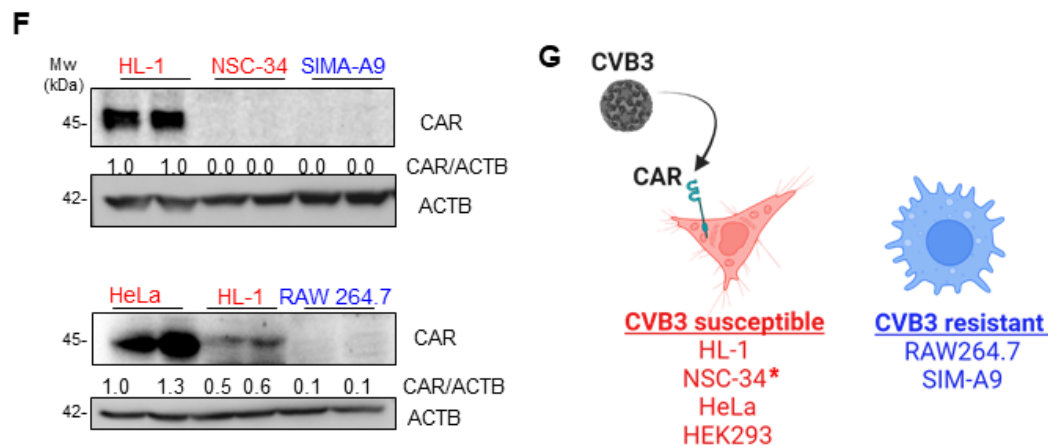 F
Mw
(kDa)
HL-1 NSC-34 SIMA-A9
45- CAR
1.0 1.0 0.0 0.0 0.0 0.0 CAR/ACTB
42- ACTB
HeLa HL-1 RAW 264.7
45- CAR
1.0 1.3 0.5 0.6 0.1 0.1 CAR/ACTB
42- ACTB
G
CVB3
CAR
CVB3 susceptible
HL-1
NSC-34*
HeLa
HEK293
CVB3 resistant
RAW264.7
SIM-A9